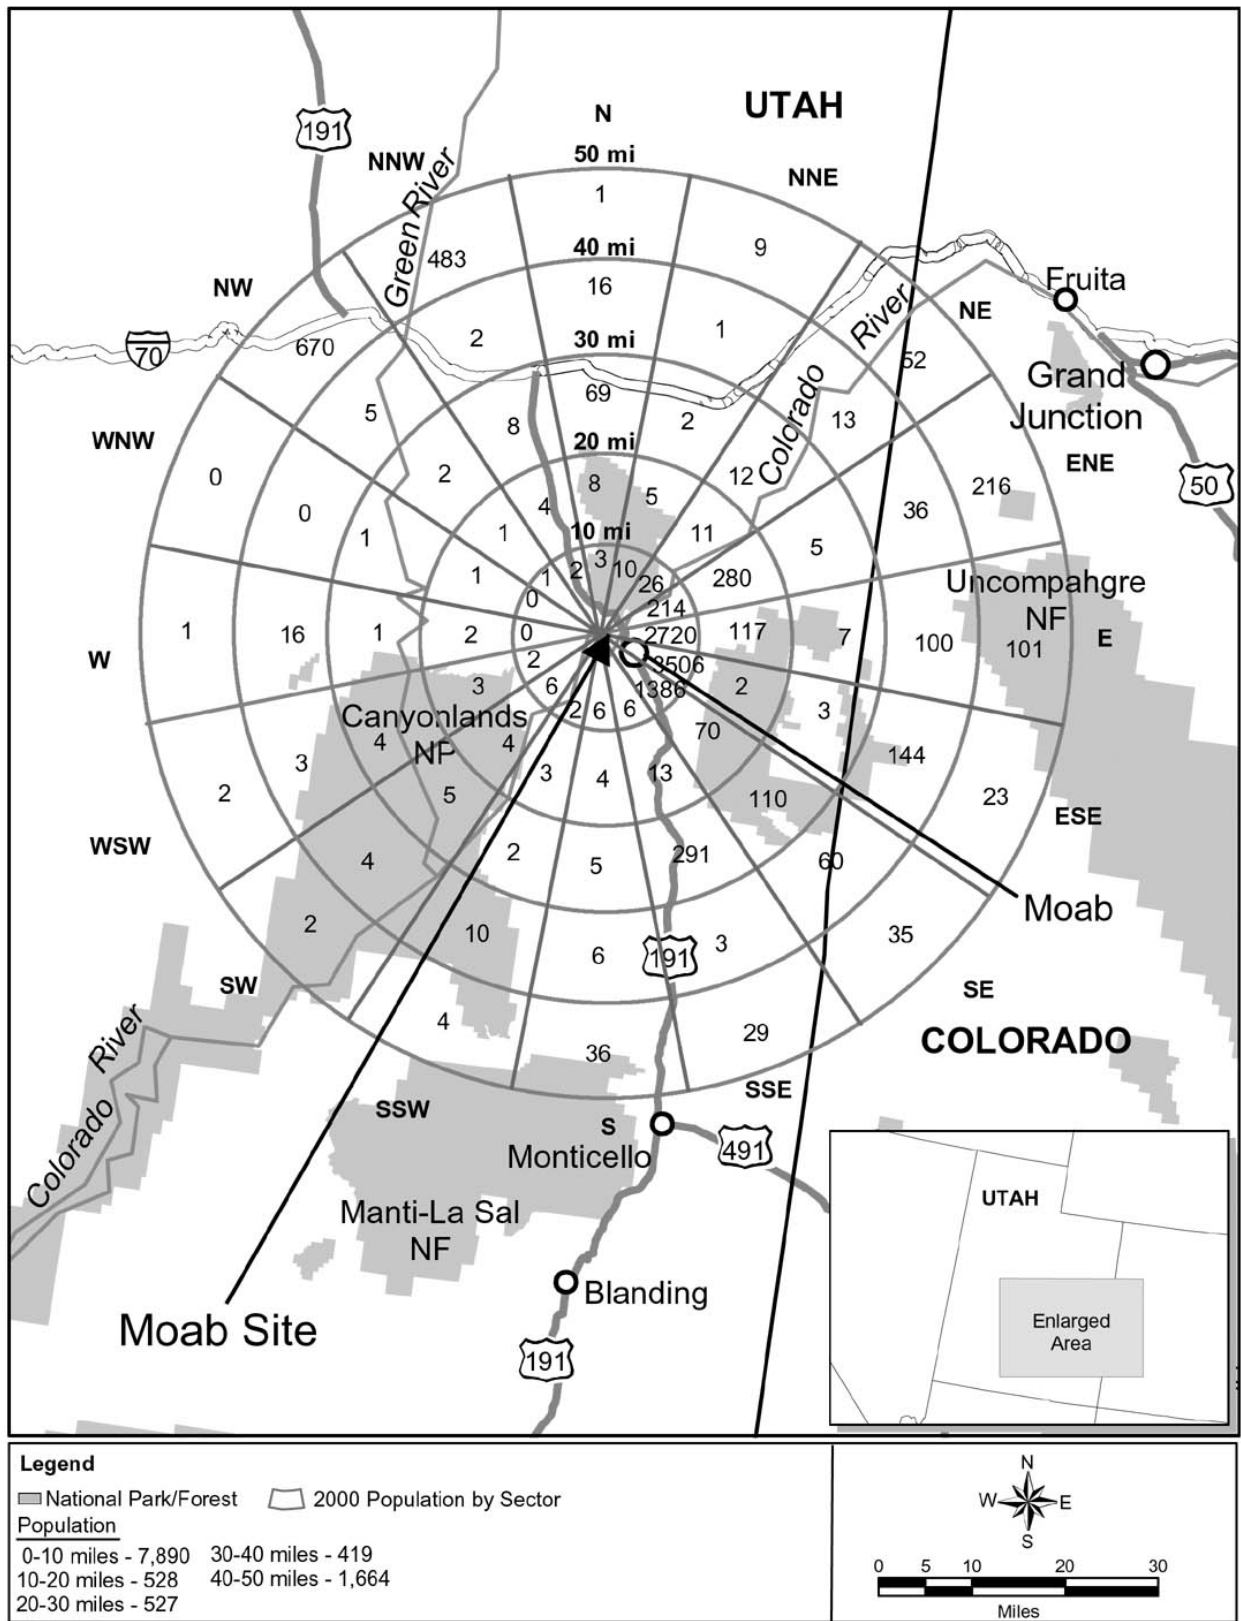 UTAH
N
191
NNW
50 mi
NNE
Green River
1
9
483
40 mi
NW
16
Fruita
River
NE
1
2
30 mi
70
670
52
Grand
Junction
Colorado
69
5
8
2
13
WNW
20 mi
ENE
0
2
12
216
50
8
5
4
36
0
10 mi
1
1
11
5
3
10
1
1
2
26
280
Uncompahgre
NF
0
214
1
16
1
2
0
2720
117
7
100
101
E
W
2
3506
3
6
1386
2
Canyonlands
NP
2
6
6
3
4
4
70
144
3
3
4
13
2
5
110
23
ESE
WSW
4
2
5
291
60
Moab
2
10
6
191
3
35
SW
SE
4
36
29
COLORADO
River
Colorado
SSW
SSE
S
Monticello
491
Manti-La Sal
NF
UTAH
Blanding
Moab Site
Enlarged
Area
191
Legend
National Park/Forest
2000 Population by Sector
Population
0-10 miles - 7,890
30-40 miles - 419
10-20 miles - 528
40-50 miles - 1,664
20-30 miles - 527
N
W
E
S
0
5
10
20
30
Miles